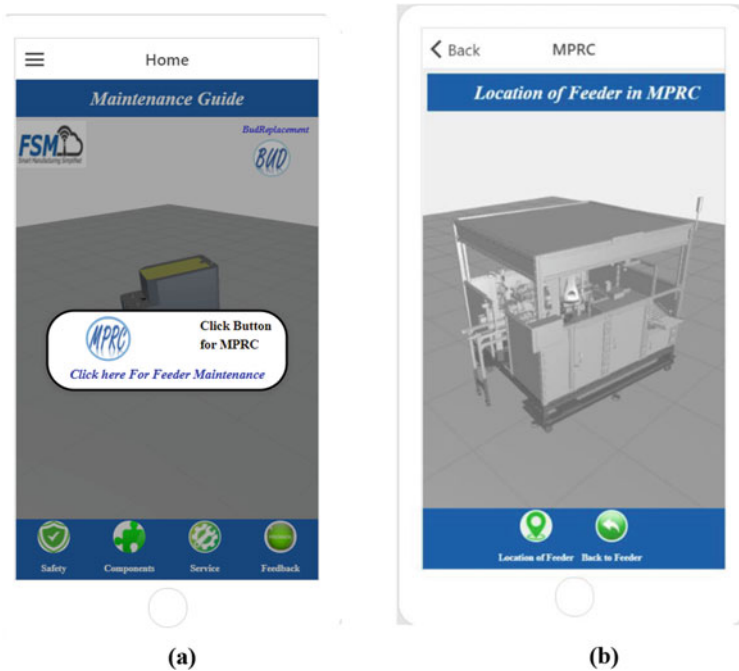 Home
Maintenance Guide
FSM
Smart Manufacturing Simplified
BudReplacement
BUD
MPRC
Click Button
for MPRC
Click here For Feeder Maintenance
Safety
Components
Service
Feedback
(a)
Back
MPRC
Location of Feeder in MPRC
Location of Feeder
Back to Feeder
(b)